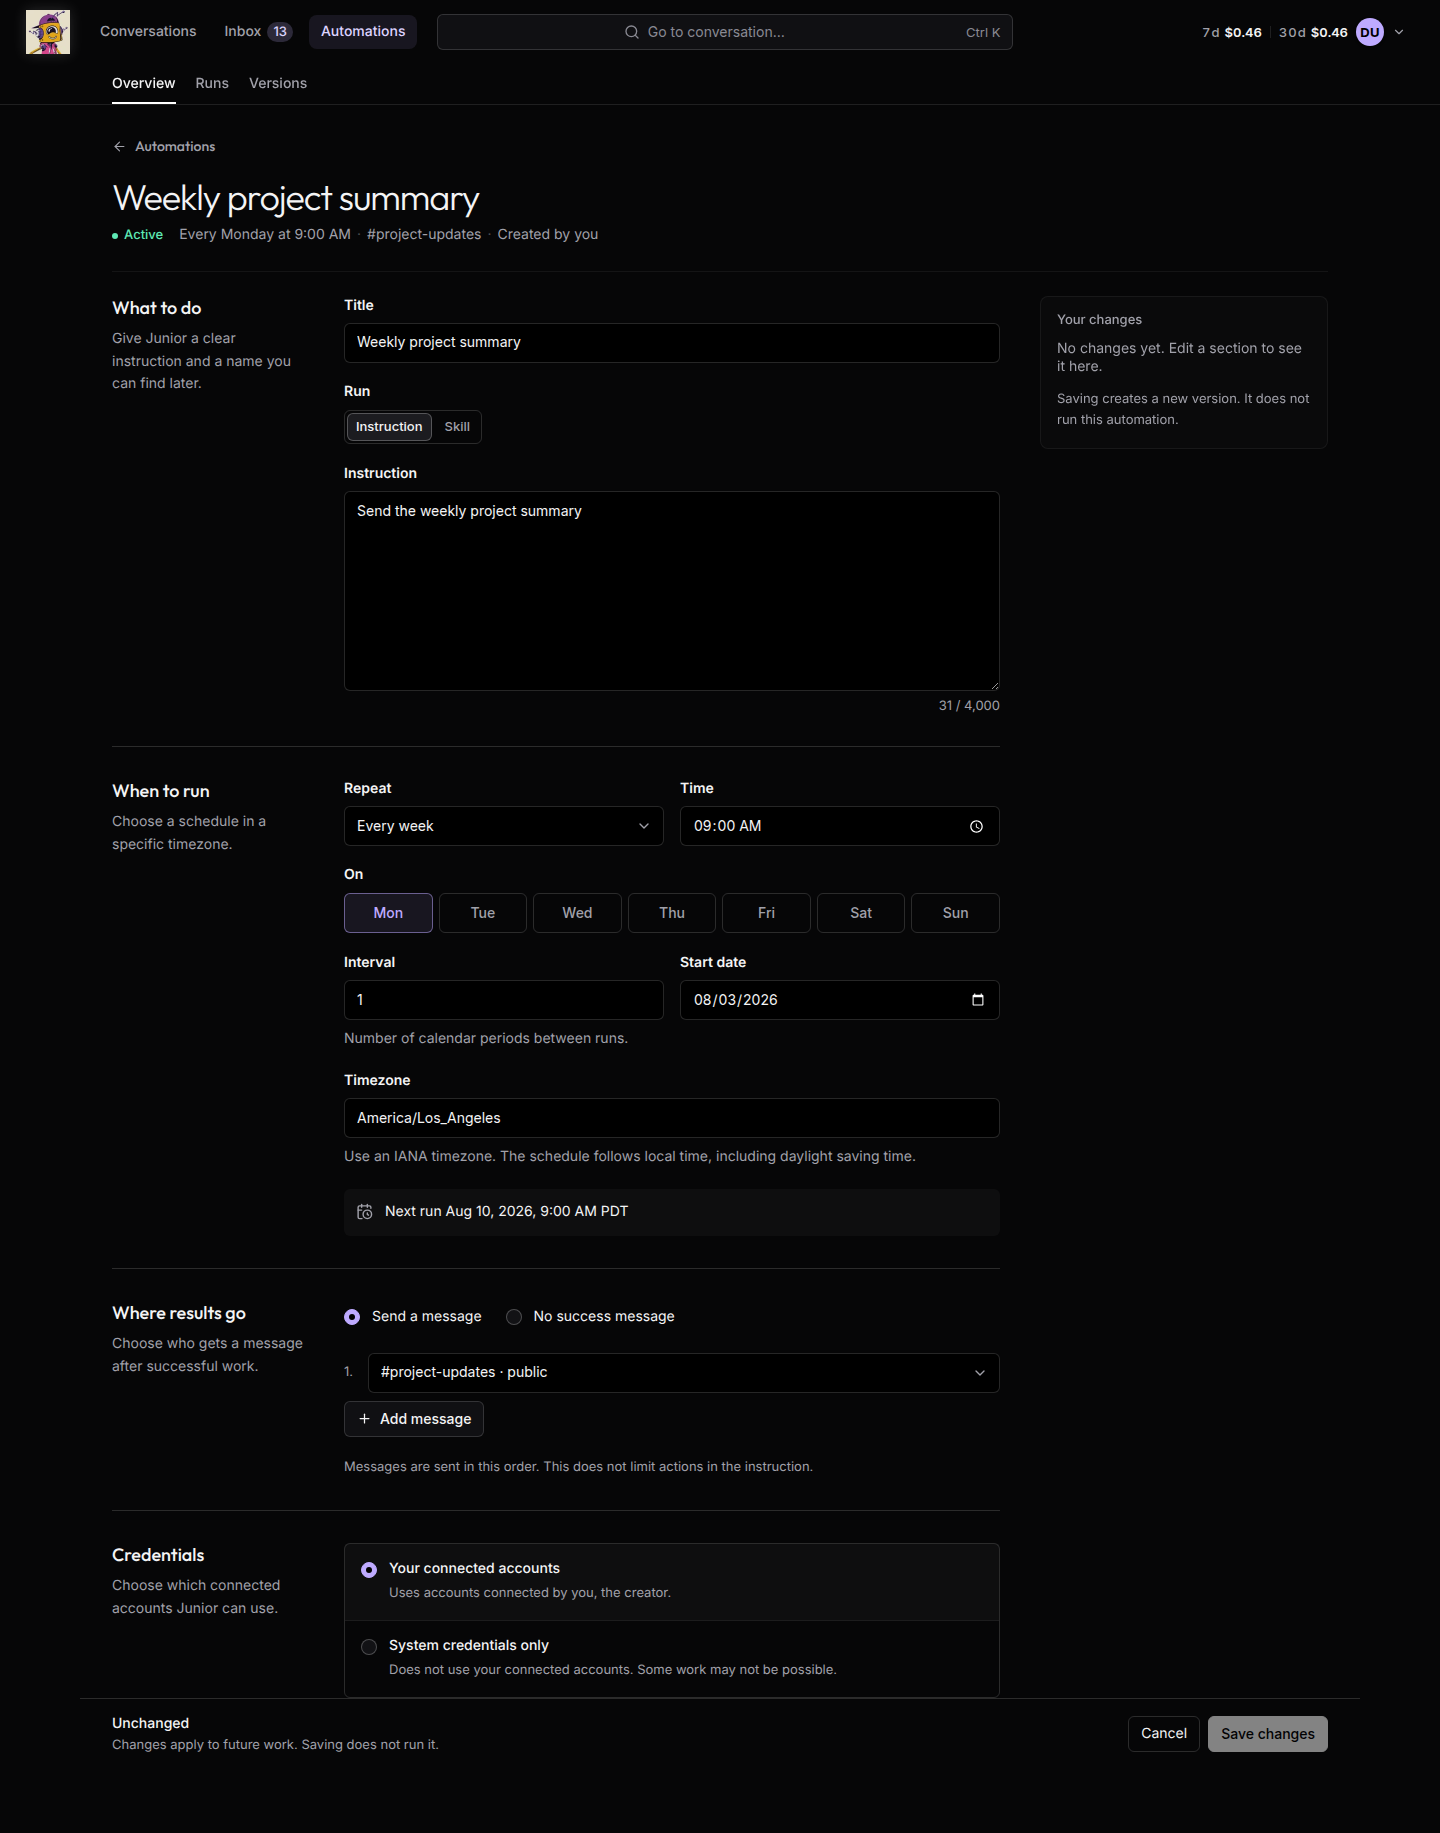 Conversations
Inbox 13
Automations
Go to conversation...
Ctrl K
7d $0.46
30d $0.46
DU
Overview
Runs
Versions
Automations
Weekly project summary
Active Every Monday at 9:00 AM · #project-updates · Created by you
What to do
Give Junior a clear
instruction and a name you
can find later.
Title
Weekly project summary
Run
Instruction
Skill
Instruction
Send the weekly project summary
31 / 4,000
Your changes
No changes yet. Edit a section to see
it here.
Saving creates a new version. It does not
run this automation.
When to run
Choose a schedule in a
specific timezone.
Repeat
Every week
Time
09:00 AM
On
Mon
Tue
Wed
Thu
Fri
Sat
Sun
Interval
1
Number of calendar periods between runs.
Start date
08/03/2026
Timezone
America/Los_Angeles
Use an IANA timezone. The schedule follows local time, including daylight saving time.
Next run Aug 10, 2026, 9:00 AM PDT
Where results go
Choose who gets a message
after successful work.
Send a message
No success message
1.
#project-updates · public
Add message
Messages are sent in this order. This does not limit actions in the instruction.
Credentials
Choose which connected
accounts Junior can use.
Your connected accounts
Uses accounts connected by you, the creator.
System credentials only
Does not use your connected accounts. Some work may not be possible.
Unchanged
Changes apply to future work. Saving does not run it.
Cancel
Save changes